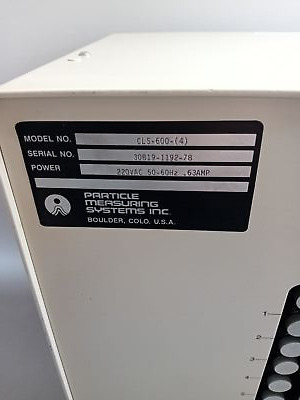 MODEL NO. CLS-600-(4)
SERIAL NO. 30819-1192-78
POWER 220VAC 50-60Hz .63AMP
PARTICLE
MEASURING
SYSTEMS INC.
BOULDER, COLO. U.S.A.
1
2
3
4
5